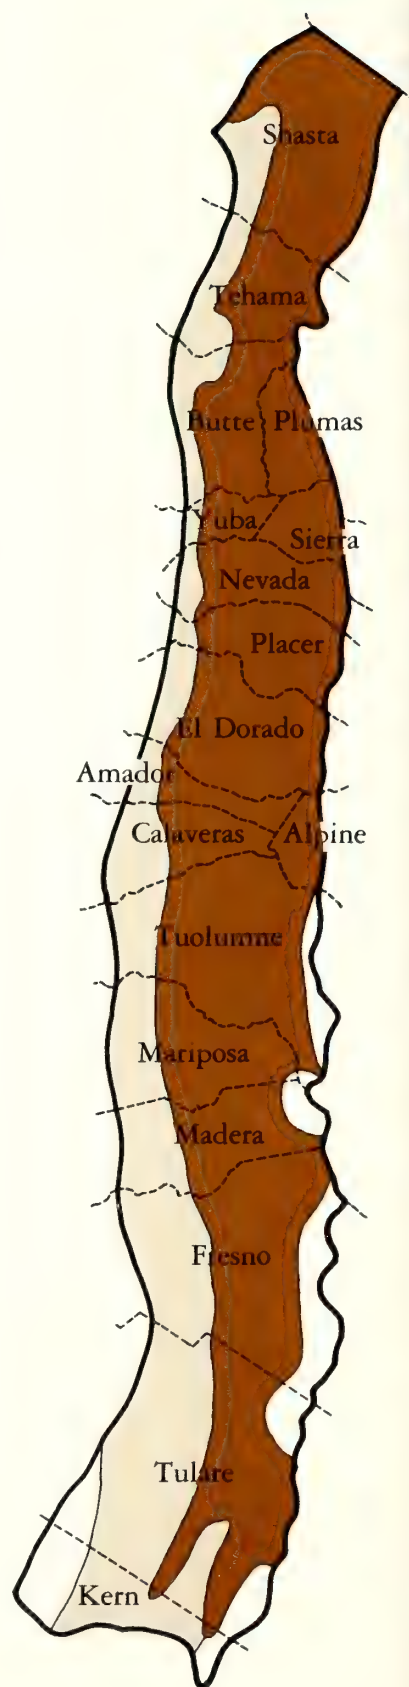 Shasta
Tehama
Butte
Plumas
Yuba
Sierra
Nevada
Placer
El Dorado
Amador
Calaveras
Alpine
Tuolumne
Mariposa
Madera
Fresno
Tulare
Kern